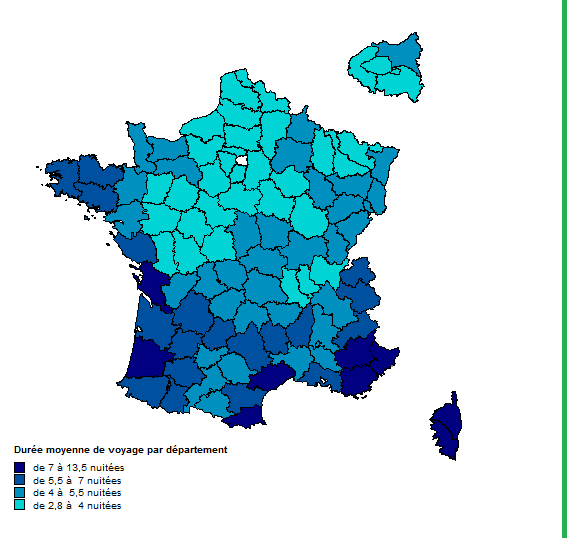 Durée moyenne de voyage par département
de 7 à 13,5 nuitées
de 5,5 à 7 nuitées
de 4 à 5,5 nuitées
de 2,8 à 4 nuitées